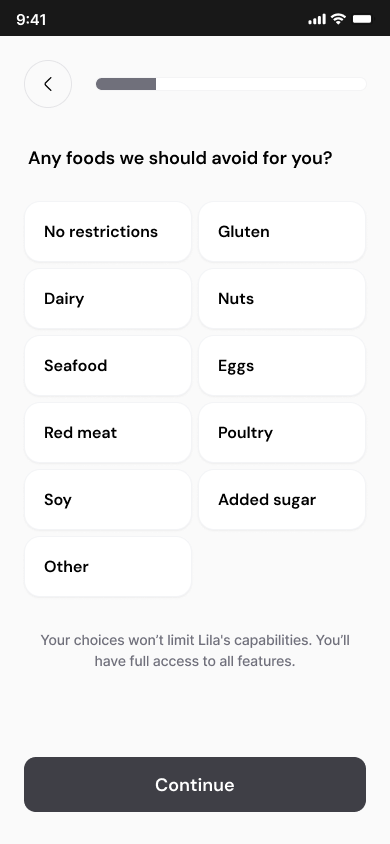 9:41
Any foods we should avoid for you?
No restrictions
Gluten
Dairy
Nuts
Seafood
Eggs
Red meat
Poultry
Soy
Added sugar
Other
Your choices won’t limit Lila's capabilities. You’ll
have full access to all features.
Continue